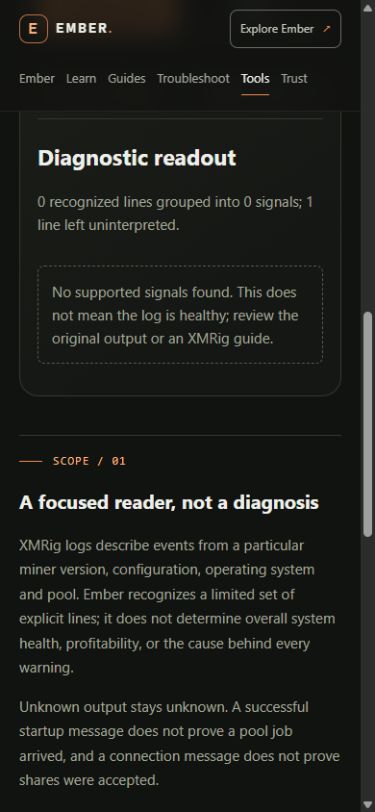 E EMBER.
Explore Ember ↗
Ember Learn Guides Troubleshoot Tools Trust
Diagnostic readout
0 recognized lines grouped into 0 signals; 1
line left uninterpreted.
No supported signals found. This does
not mean the log is healthy; review the
original output or an XMRig guide.
SCOPE / 01
A focused reader, not a diagnosis
XMRig logs describe events from a particular
miner version, configuration, operating system
and pool. Ember recognizes a limited set of
explicit lines; it does not determine overall system
health, profitability, or the cause behind every
warning.
Unknown output stays unknown. A successful
startup message does not prove a pool job
arrived, and a connection message does not prove
shares were accepted.